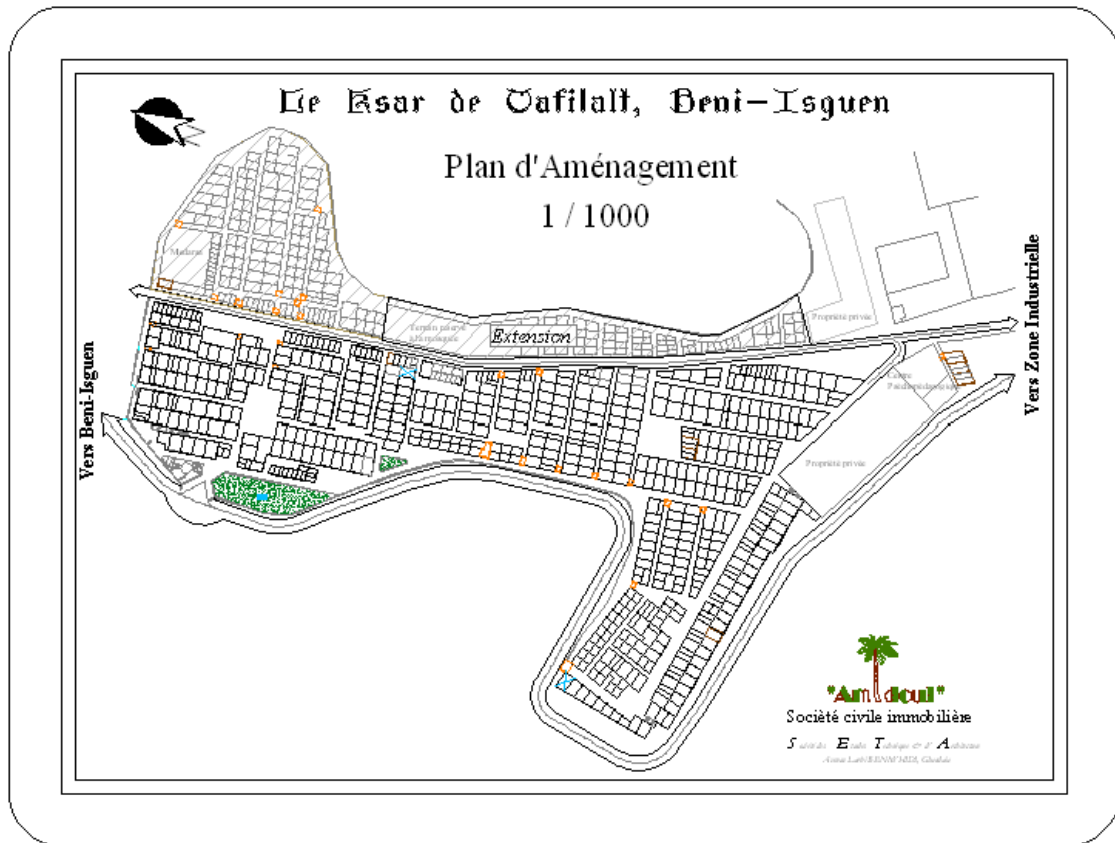 Le Ksar de Tafilalt, Beni-Isguen
Plan d'Aménagement
1 / 1000
Vers Zone Industrielle
Propriété privée
Extension
Vers Beni-Isguen
Centre
Propriété privée
"Amidoul"
Société civile immobilière
S E T A